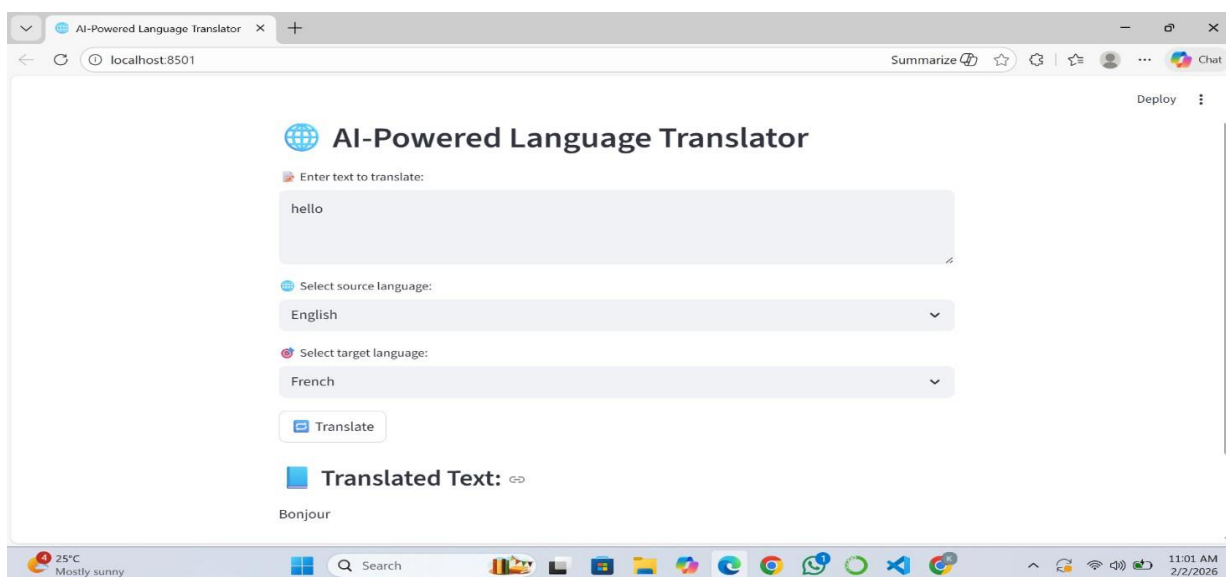 AI-Powered Language Translator
localhost:8501
Summarize
Chat
Deploy
AI-Powered Language Translator
Enter text to translate:
hello
Select source language:
English
Select target language:
French
Translate
Translated Text:
Bonjour
4
25°C
Mostly sunny
Search
1
11:01 AM
2/2/2026